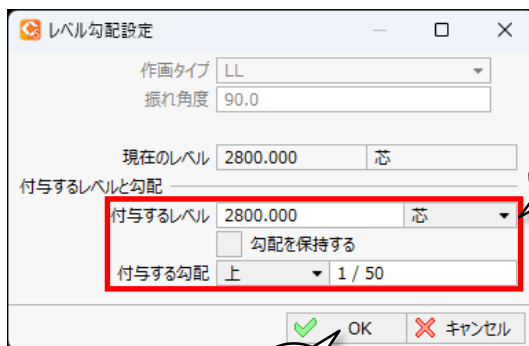 レベル勾配設定
作画タイプ LL
振れ角度 90.0
現在のレベル 2800.000 芯
付与するレベルと勾配
付与するレベル 2800.000 芯
勾配を保持する
付与する勾配 上 1 / 50
OK キャンセル